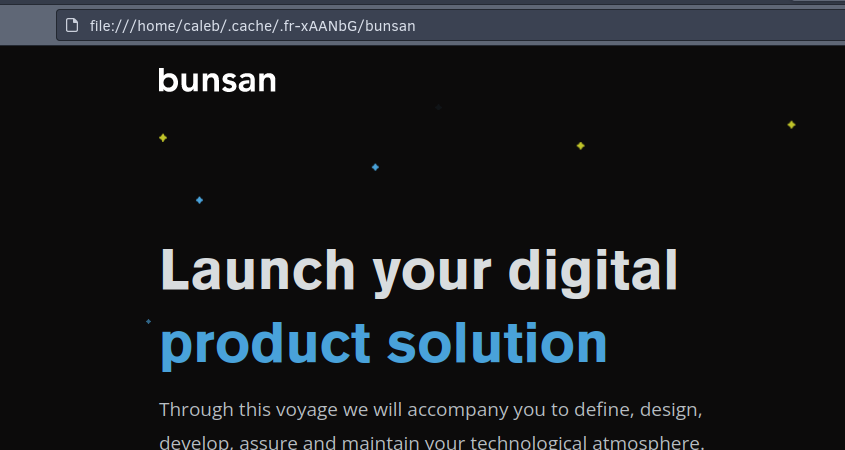 file:///home/caleb/.cache/.fr-xAANbG/bunsan
bunsan
Launch your digital
product solution
Through this voyage we will accompany you to define, design,
develop, assure and maintain your technological atmosphere.